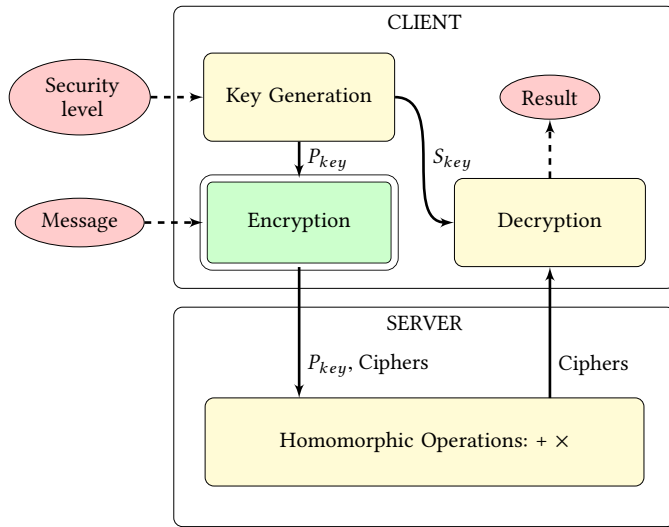 CLIENT
Security
level
Key Generation
Result
P_key
S_key
Message
Encryption
Decryption
SERVER
P_key, Ciphers
Ciphers
Homomorphic Operations: + ×